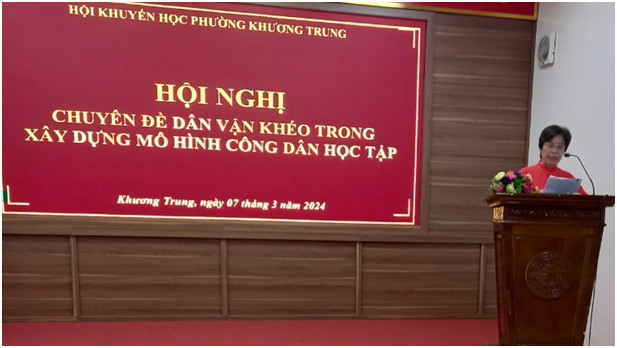 HỘI KHUYẾN HỌC PHƯỜNG KHƯƠNG TRUNG
HỘI NGHỊ
CHUYÊN ĐỀ DÂN VẬN KHÉO TRONG
XÂY DỰNG MÔ HÌNH CÔNG DÂN HỌC TẬP
Khương Trung, ngày 07 tháng 3 năm 2024